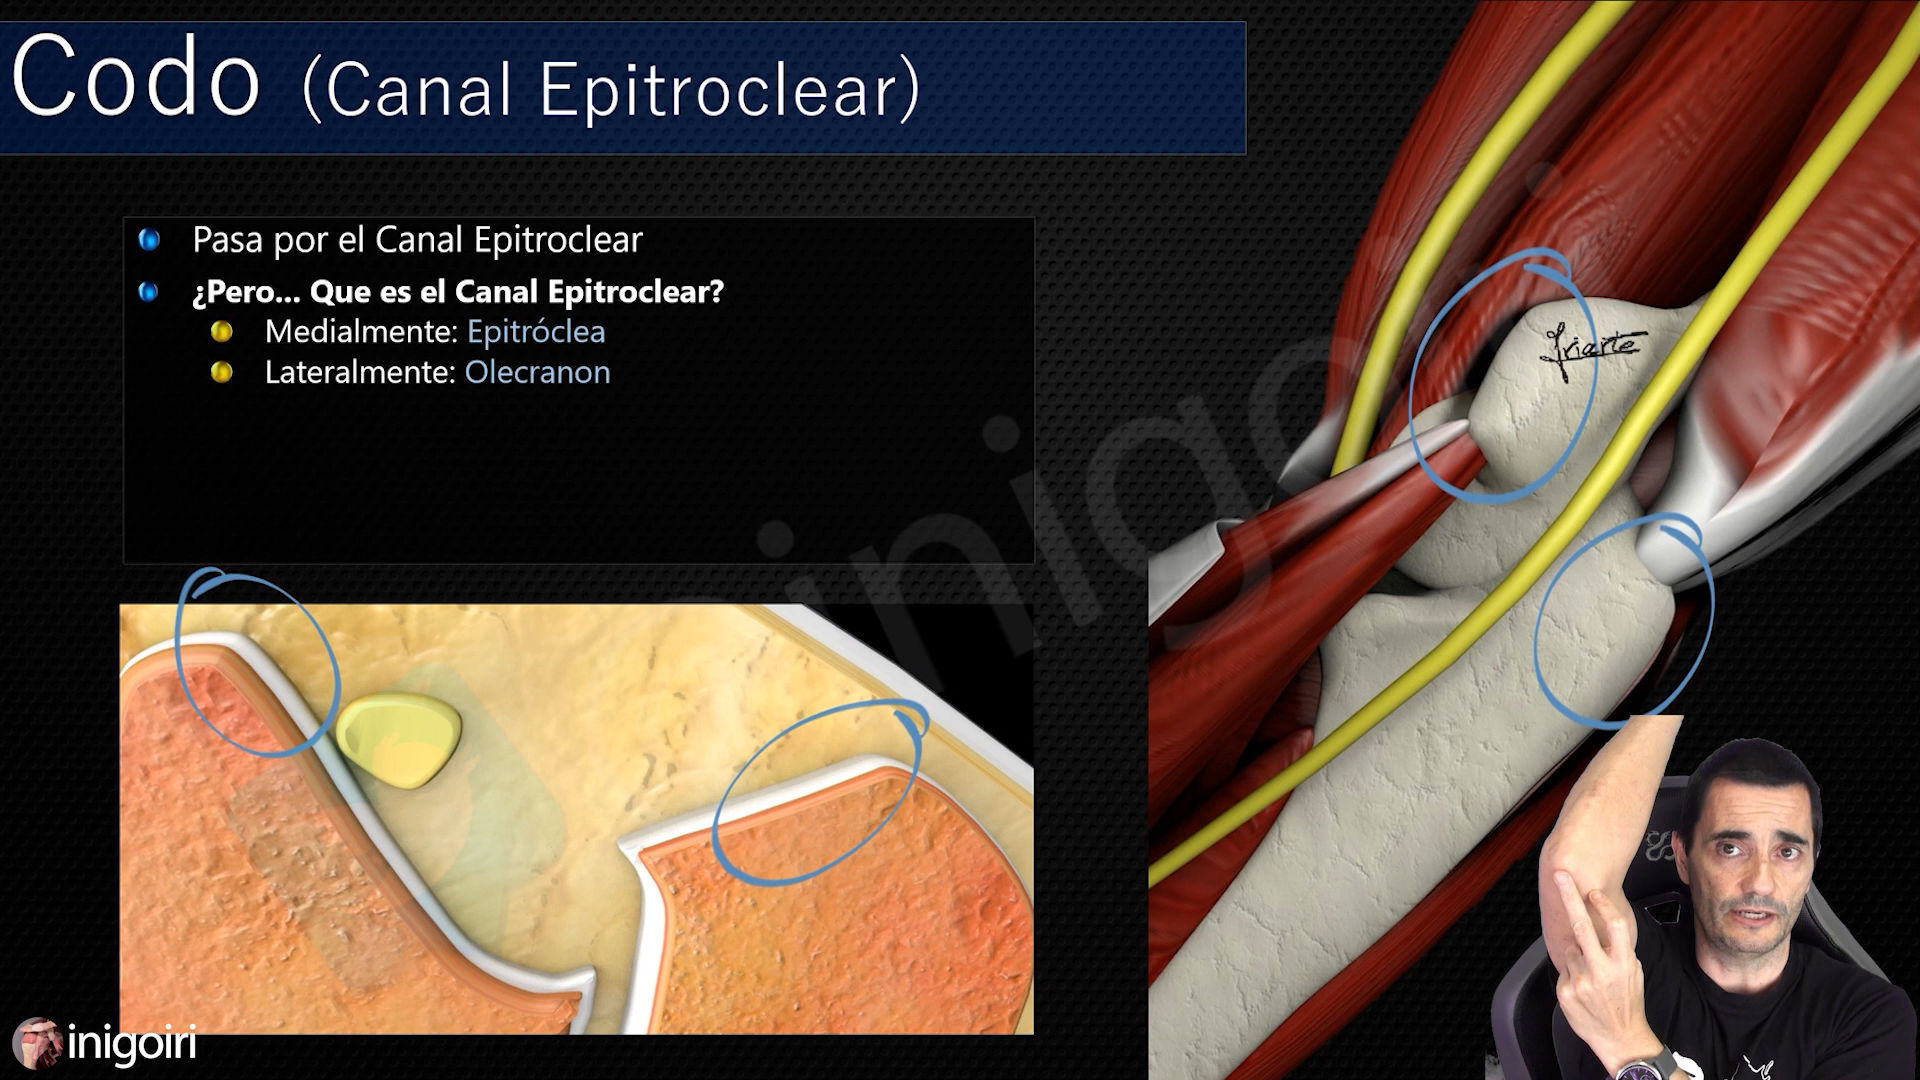 Codo (Canal Epitroclear)
Pasa por el Canal Epitroclear
¿Pero... Que es el Canal Epitroclear?
Medialmente: Epitróclea
Lateralmente: Olecranon
Iriarte
inigoiri
inigoiri